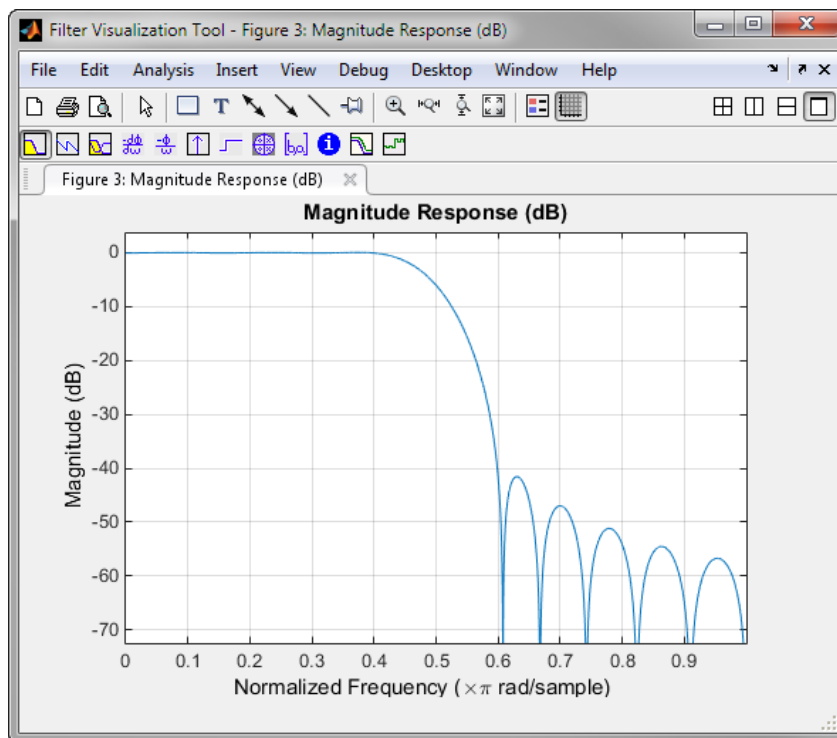 Filter Visualization Tool - Figure 3: Magnitude Response (dB)
File Edit Analysis Insert View Debug Desktop Window Help
T
[b,a] i
Figure 3: Magnitude Response (dB)
Magnitude Response (dB)
Magnitude (dB)
0
-10
-20
-30
-40
-50
-60
-70
0 0.1 0.2 0.3 0.4 0.5 0.6 0.7 0.8 0.9
Normalized Frequency (×π rad/sample)